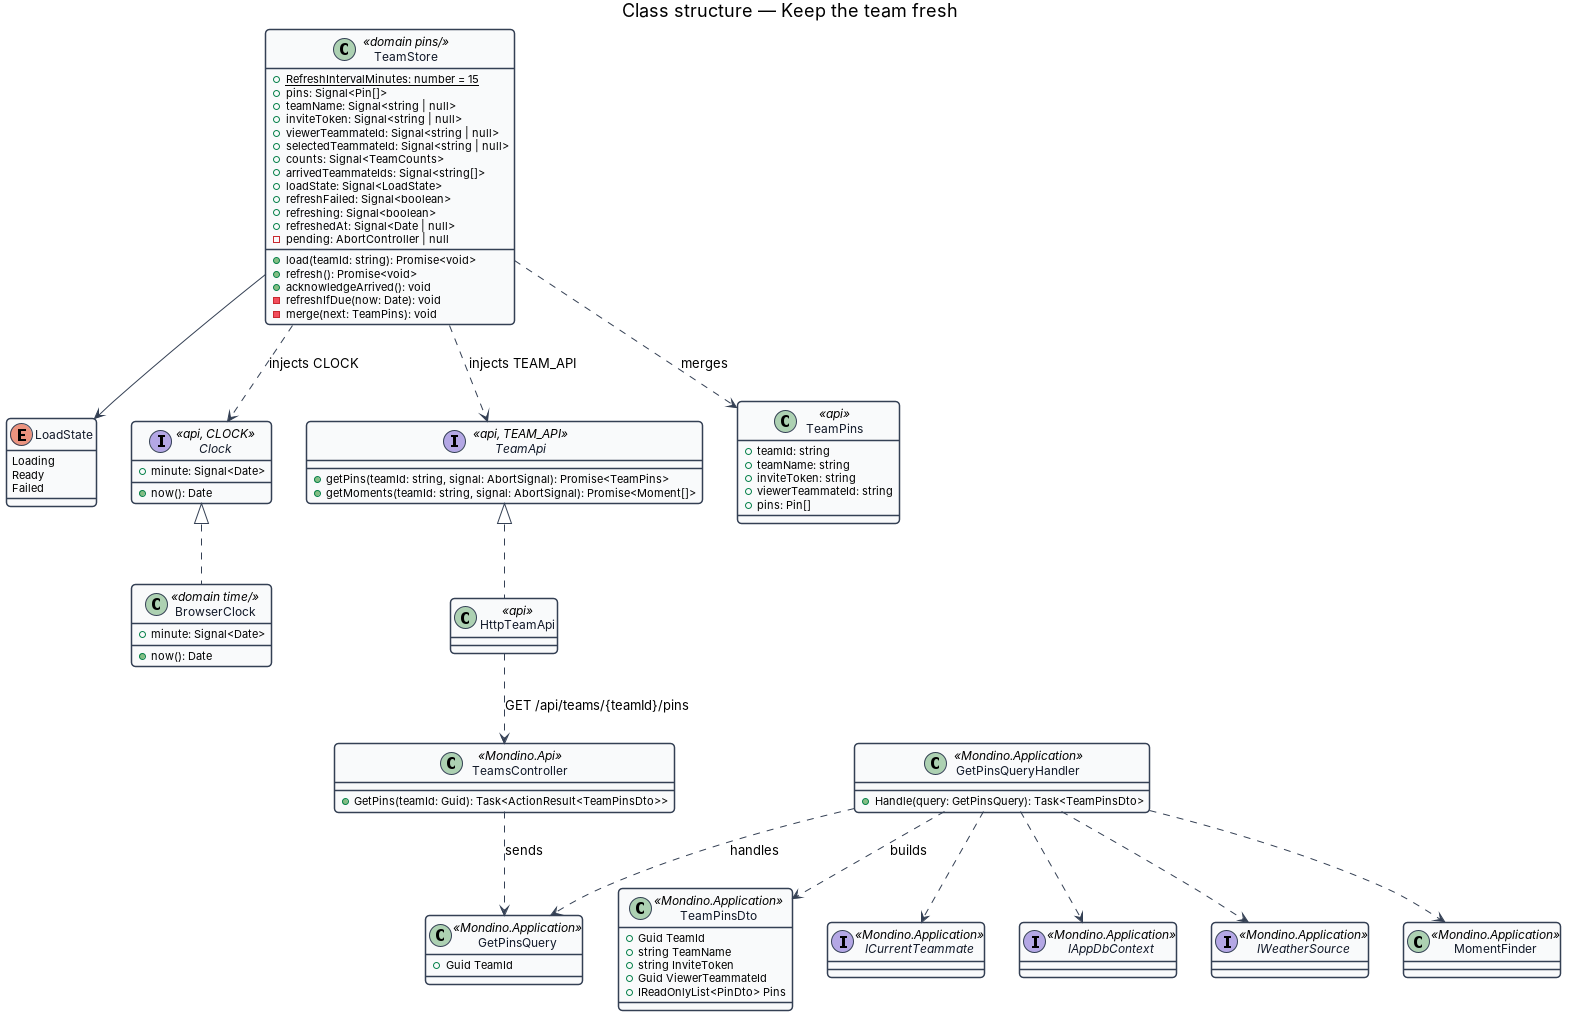 Class structure — Keep the team fresh
«domain pins/»
C
TeamStore
RefreshIntervalMinutes: number = 15
pins: Signal<Pin[]>
teamName: Signal<string | null>
inviteToken: Signal<string | null>
viewerTeammateId: Signal<string | null>
selectedTeammateId: Signal<string | null>
counts: Signal<TeamCounts>
arrivedTeammateIds: Signal<string[]>
loadState: Signal<LoadState>
refreshFailed: Signal<boolean>
refreshing: Signal<boolean>
refreshedAt: Signal<Date | null>
pending: AbortController | null
load(teamId: string): Promise<void>
refresh(): Promise<void>
acknowledgeArrived(): void
refreshIfDue(now: Date): void
merge(next: TeamPins): void
injects CLOCK
injects TEAM_API
merges
E LoadState
Loading
Ready
Failed
«api, CLOCK»
I
Clock
minute: Signal<Date>
now(): Date
«api, TEAM_API»
I
TeamApi
getPins(teamId: string, signal: AbortSignal): Promise<TeamPins>
getMoments(teamId: string, signal: AbortSignal): Promise<Moment[]>
«api»
C
TeamPins
teamId: string
teamName: string
inviteToken: string
viewerTeammateId: string
pins: Pin[]
«domain time/»
C
BrowserClock
minute: Signal<Date>
now(): Date
«api»
C
HttpTeamApi
GET /api/teams/{teamId}/pins
«Mondino.Api»
C
TeamsController
GetPins(teamId: Guid): Task<ActionResult<TeamPinsDto>>
«Mondino.Application»
C
GetPinsQueryHandler
Handle(query: GetPinsQuery): Task<TeamPinsDto>
sends
handles
builds
«Mondino.Application»
C
GetPinsQuery
Guid TeamId
«Mondino.Application»
C
TeamPinsDto
Guid TeamId
string TeamName
string InviteToken
Guid ViewerTeammateId
IReadOnlyList<PinDto> Pins
«Mondino.Application»
I
ICurrentTeammate
«Mondino.Application»
I
IAppDbContext
«Mondino.Application»
I
IWeatherSource
«Mondino.Application»
C
MomentFinder